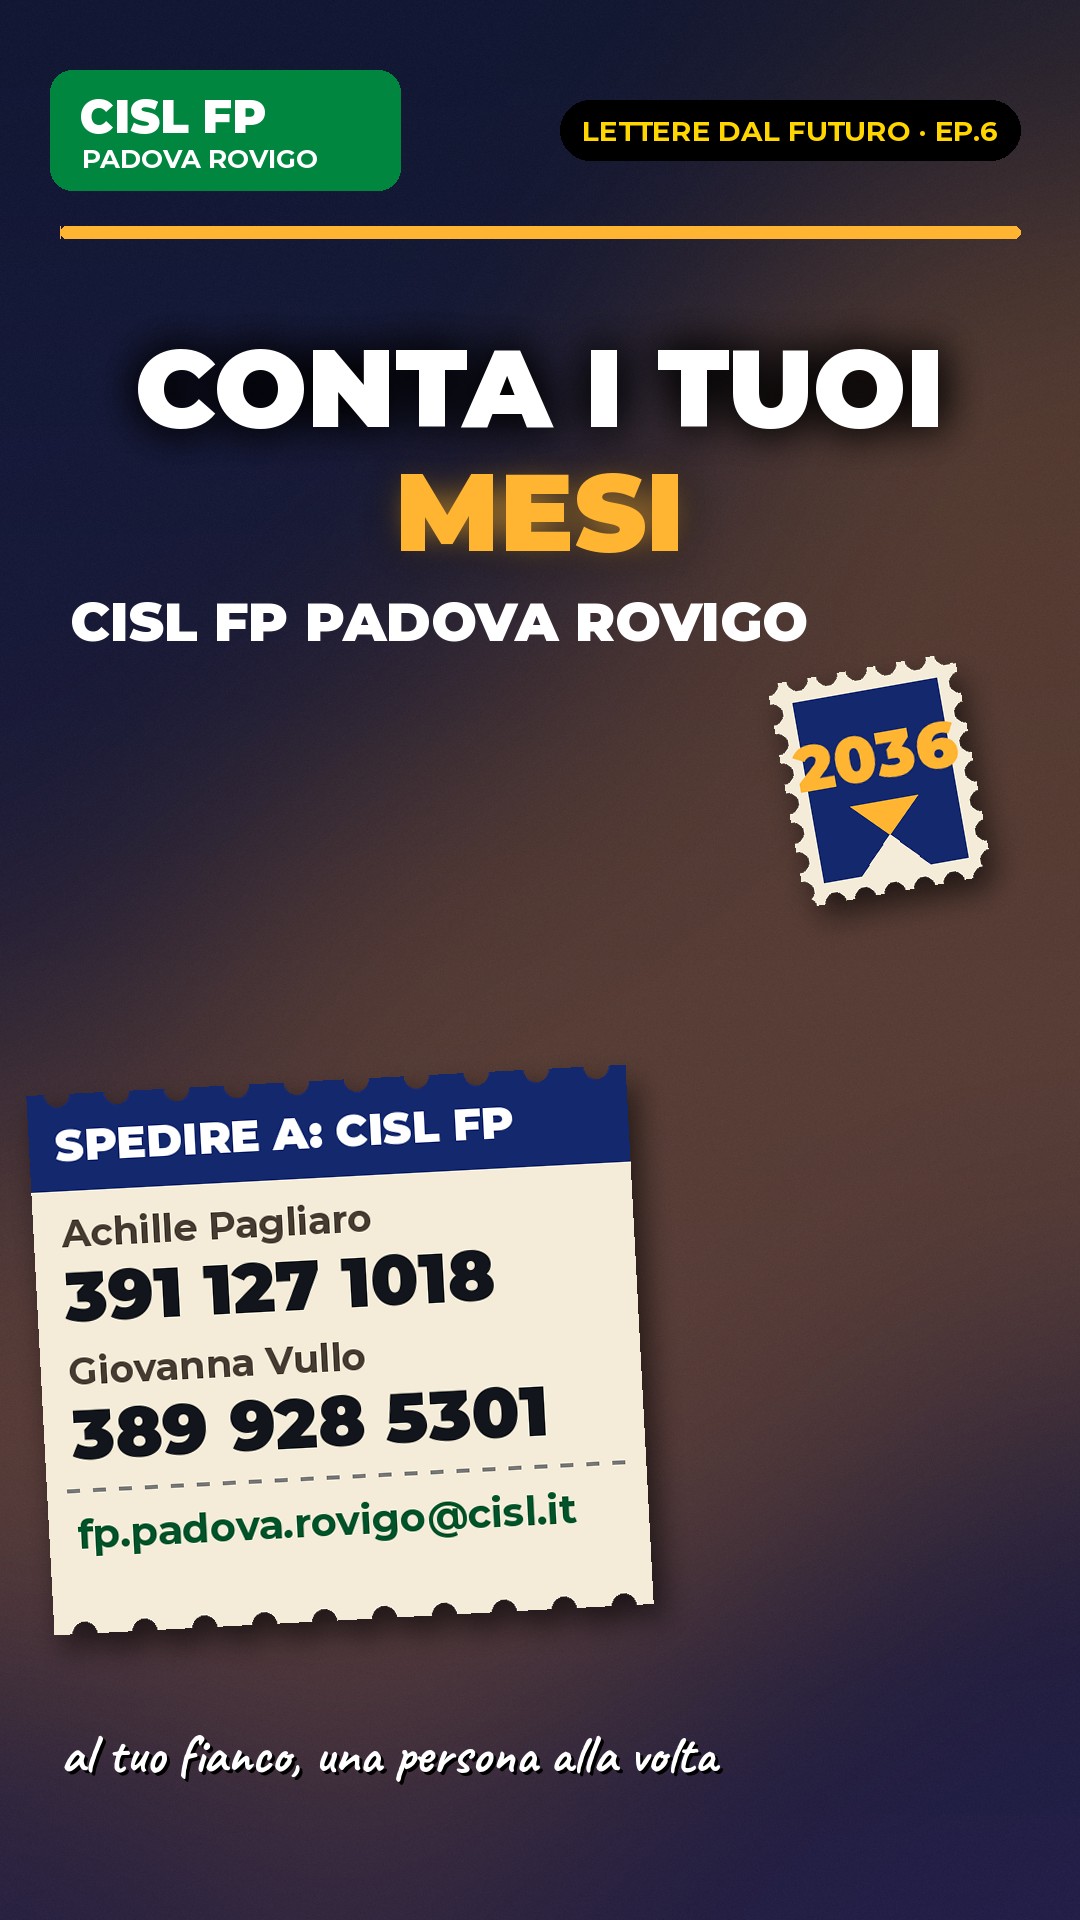 CISL FP
PADOVA ROVIGO
LETTERE DAL FUTURO · EP.6
CONTA I TUOI
MESI
CISL FP PADOVA ROVIGO
2036
SPEDIRE A: CISL FP
Achille Pagliaro
391 127 1018
Giovanna Vullo
389 928 5301
fp.padova.rovigo@cisl.it
al tuo fianco, una persona alla volta